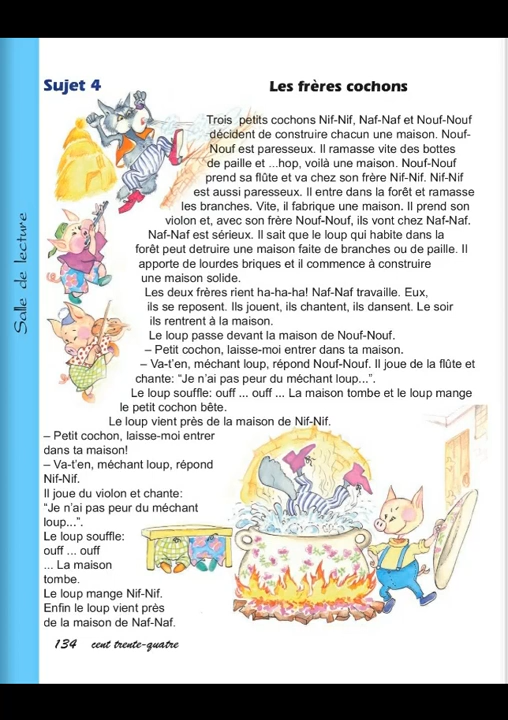 Sujet 4
Les frères cochons
Trois petits cochons Nif-Nif, Naf-Naf et Nouf-Nouf
décident de construire chacun une maison. Nouf-
Nouf est paresseux. Il ramasse vite des bottes
de paille et ...hop, voilà une maison. Nouf-Nouf
prend sa flûte et va chez son frère Nif-Nif. Nif-Nif
est aussi paresseux. Il entre dans la forêt et ramasse
les branches. Vite, il fabrique une maison. Il prend son
violon et, avec son frère Nouf-Nouf, ils vont chez Naf-Naf.
Naf-Naf est sérieux. Il sait que le loup qui habite dans la
forêt peut detruire une maison faite de branches ou de paille. Il
apporte de lourdes briques et il commence à construire
une maison solide.
Les deux frères rient ha-ha-ha! Naf-Naf travaille. Eux,
ils se reposent. Ils jouent, ils chantent, ils dansent. Le soir
ils rentrent à la maison.
Le loup passe devant la maison de Nouf-Nouf.
– Petit cochon, laisse-moi entrer dans ta maison.
– Va-t'en, méchant loup, répond Nouf-Nouf. Il joue de la flûte et
chante: “Je n'ai pas peur du méchant loup...”.
Le loup souffle: ouff ... ouff ... La maison tombe et le loup mange
le petit cochon bête.
Le loup vient près de la maison de Nif-Nif.
– Petit cochon, laisse-moi entrer
dans ta maison!
– Va-t'en, méchant loup, répond
Nif-Nif.
Il joue du violon et chante:
“Je n'ai pas peur du méchant
loup...”.
Le loup souffle:
ouff ... ouff
... La maison
tombe.
Le loup mange Nif-Nif.
Enfin le loup vient près
de la maison de Naf-Naf.
134 cent trente-quatre
Salle de lecture